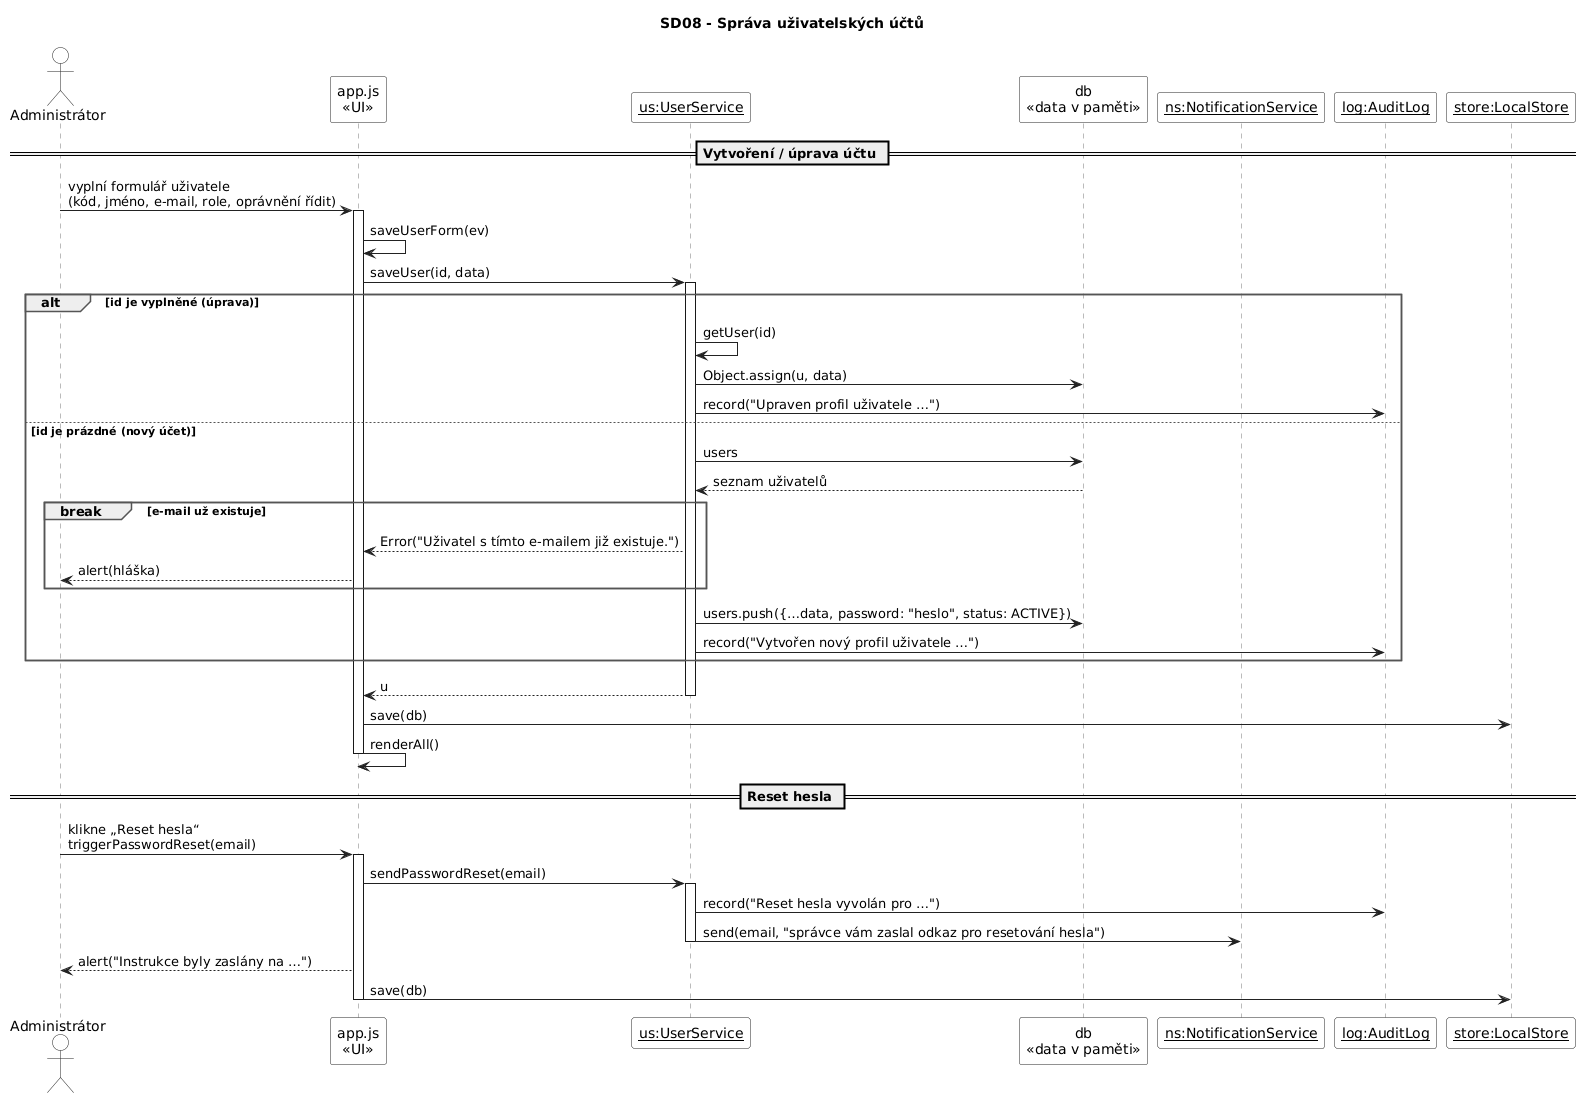 SD08 - Správa uživatelských účtů
Administrátor
app.js
«UI»
us:UserService
db
«data v paměti»
ns:NotificationService
log:AuditLog
store:LocalStore
Vytvoření / úprava účtu
vyplní formulář uživatele
(kód, jméno, e-mail, role, oprávnění řídit)
saveUserForm(ev)
saveUser(id, data)
alt
[id je vyplněné (úprava)]
getUser(id)
Object.assign(u, data)
record("Upraven profil uživatele ...")
[id je prázdné (nový účet)]
users
seznam uživatelů
break
[e-mail už existuje]
Error("Uživatel s tímto e-mailem již existuje.")
alert(hláška)
users.push({...data, password: "heslo", status: ACTIVE})
record("Vytvořen nový profil uživatele ...")
u
save(db)
renderAll()
Reset hesla
klikne „Reset hesla“
triggerPasswordReset(email)
sendPasswordReset(email)
record("Reset hesla vyvolán pro ...")
send(email, "správce vám zaslal odkaz pro resetování hesla")
alert("Instrukce byly zaslány na ...")
save(db)
Administrátor
app.js
«UI»
us:UserService
db
«data v paměti»
ns:NotificationService
log:AuditLog
store:LocalStore